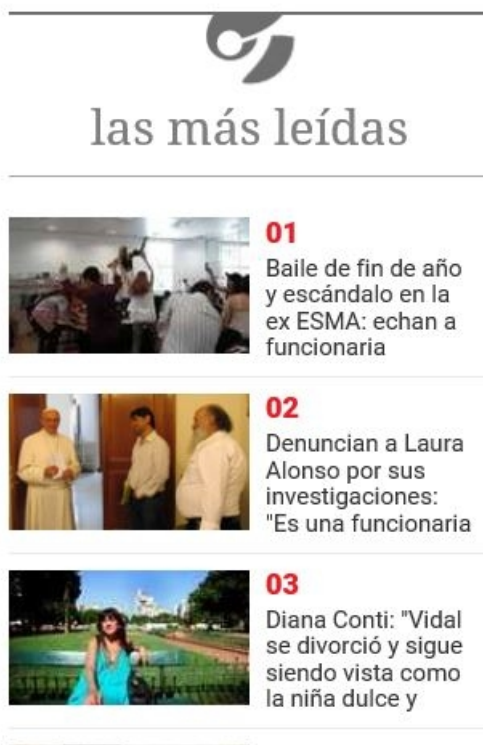 las más leídas
01
Baile de fin de año
y escándalo en la
ex ESMA: echan a
funcionaria
02
Denuncian a Laura
Alonso por sus
investigaciones:
"Es una funcionaria
03
Diana Conti: "Vidal
se divorció y sigue
siendo vista como
la niña dulce y